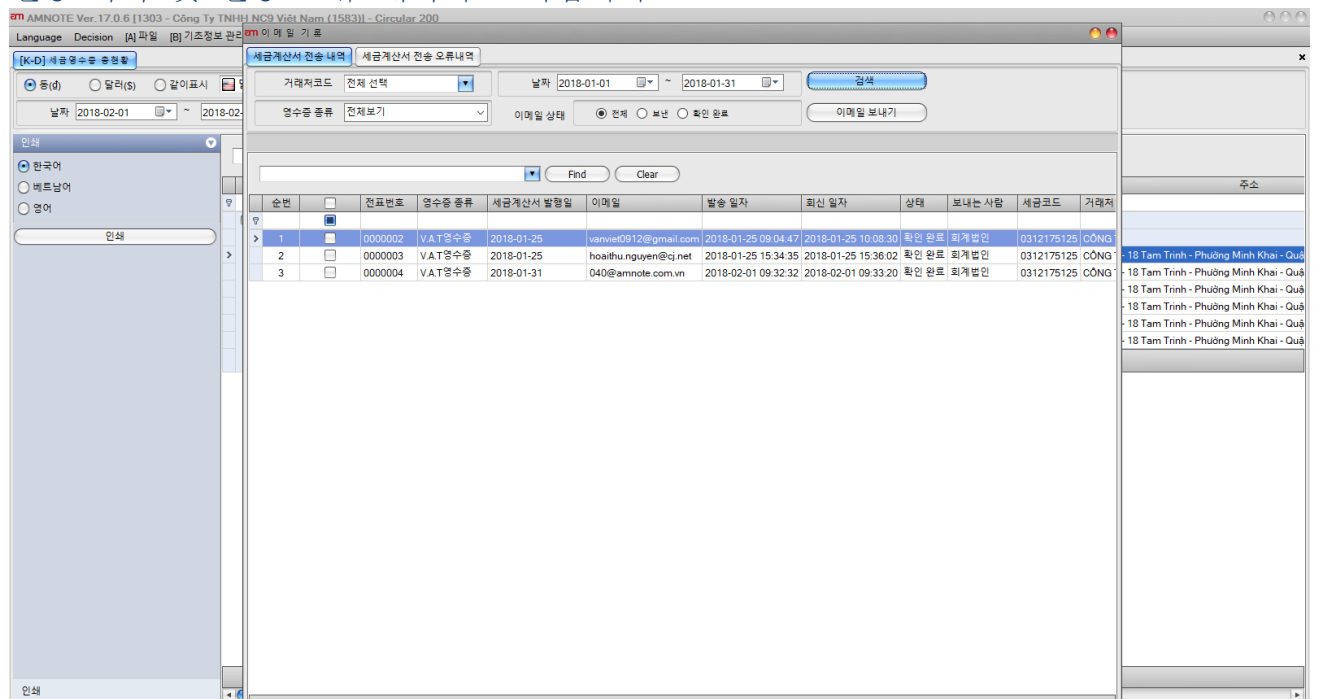 am AMNOTE Ver.17.0.6 [1303 - Công Ty TNHH NC9 Việt Nam (1583)] - Circular 200
Language Decision [A] 파일 [B] 기초정보 관리
am 이 메 일 기 록
[K-D] 세금영수증 총현황
세금계산서 전송 내역 세금계산서 전송 오류내역
동(đ) 달러($) 같이표시
거래처코드 전체 선택 날짜 2018-01-01 ~ 2018-01-31 검색
날짜 2018-02-01 ~ 2018-02-
영수증 종류 전체보기 이메일 상태 전체 보낸 확인 완료 이메일 보내기
인쇄
한국어
베트남어
영어
인쇄
Find Clear
주소
순번 전표번호 영수증 종류 세금계산서 발행일 이메일 발송 일자 회신 일자 상태 보내는 사람 세금코드 거래처
1 0000002 V.A.T영수증 2018-01-25 vanviet0912@gmail.com 2018-01-25 09:04:47 2018-01-25 10:08:30 확인 완료 회계법인 0312175125 CÔNG
2 0000003 V.A.T영수증 2018-01-25 hoaithu.nguyen@cj.net 2018-01-25 15:34:35 2018-01-25 15:36:02 확인 완료 회계법인 0312175125 CÔNG
3 0000004 V.A.T영수증 2018-01-31 040@amnote.com.vn 2018-02-01 09:32:32 2018-02-01 09:33:20 확인 완료 회계법인 0312175125 CÔNG
- 18 Tam Trinh - Phường Minh Khai - Quậ
- 18 Tam Trinh - Phường Minh Khai - Quậ
- 18 Tam Trinh - Phường Minh Khai - Quậ
- 18 Tam Trinh - Phường Minh Khai - Quậ
- 18 Tam Trinh - Phường Minh Khai - Quậ
- 18 Tam Trinh - Phường Minh Khai - Quậ
인쇄